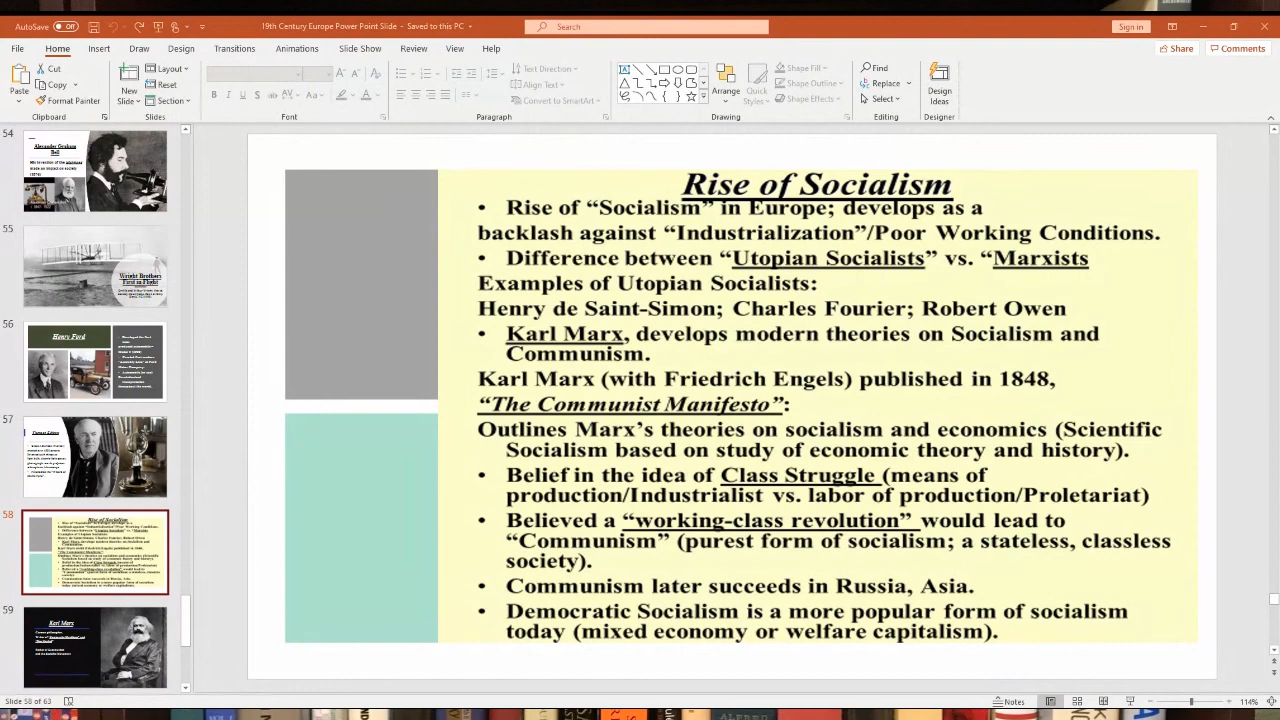 AutoSave Off 19th Century Europe Power Point Slide - Saved to this PC Search Sign in
File Home Insert Draw Design Transitions Animations Slide Show Review View Help Share Comments
Paste Cut Copy Format Painter
Clipboard
New Slide Layout Reset Section
Slides
B I U S ab AV Aa A
Font
Text Direction Align Text Convert to SmartArt
Paragraph
Arrange Quick Styles Shape Fill Shape Outline Shape Effects
Drawing
Find Replace Select
Editing
Design Ideas
Designer
54
Alexander Graham
Bell
55
Wright Brothers
First in Flight
56
Henry Ford
57
Thomas Edison
58
59
Karl Marx
Rise of Socialism
• Rise of “Socialism” in Europe; develops as a
backlash against “Industrialization”/Poor Working Conditions.
• Difference between “Utopian Socialists” vs. “Marxists
Examples of Utopian Socialists:
Henry de Saint-Simon; Charles Fourier; Robert Owen
• Karl Marx, develops modern theories on Socialism and
Communism.
Karl Marx (with Friedrich Engels) published in 1848,
“The Communist Manifesto”:
Outlines Marx’s theories on socialism and economics (Scientific
Socialism based on study of economic theory and history).
• Belief in the idea of Class Struggle (means of
production/Industrialist vs. labor of production/Proletariat)
• Believed a “working-class revolution” would lead to
“Communism” (purest form of socialism: a stateless, classless
society).
• Communism later succeeds in Russia, Asia.
• Democratic Socialism is a more popular form of socialism
today (mixed economy or welfare capitalism).
Slide 58 of 63 Notes 114%